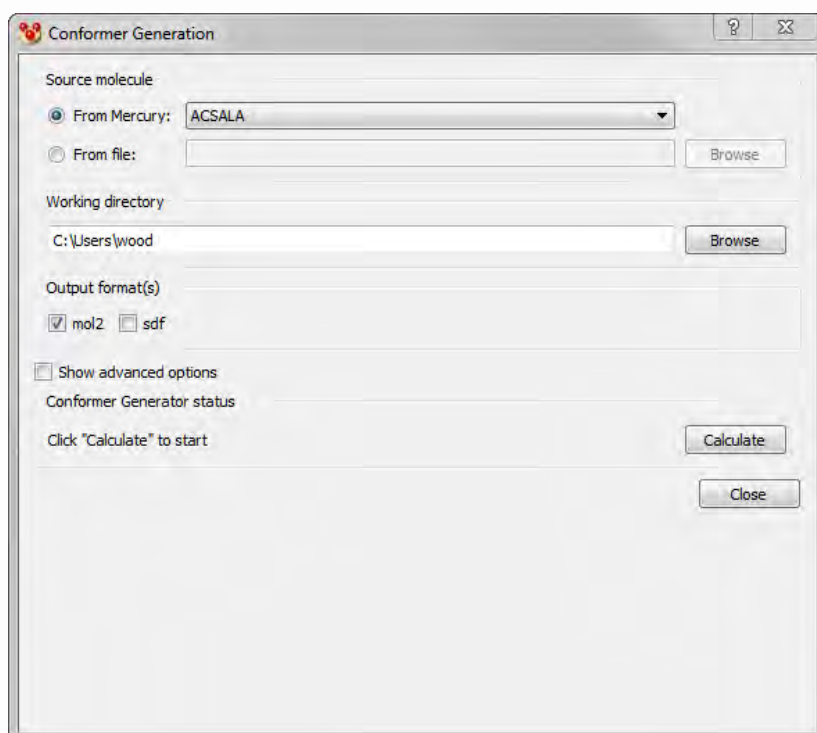 Conformer Generation
Source molecule
From Mercury: ACSALA
From file: Browse
Working directory
C:\Users\wood Browse
Output format(s)
mol2 sdf
Show advanced options
Conformer Generator status
Click "Calculate" to start Calculate
Close